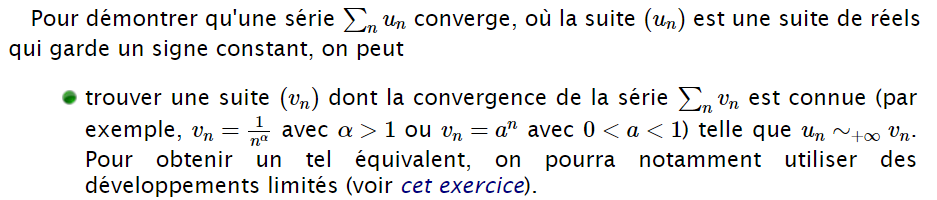 Pour démontrer qu'une série $\sum_n u_n$ converge, où la suite $(u_n)$ est une suite de réels
qui garde un signe constant, on peut
trouver une suite $(v_n)$ dont la convergence de la série $\sum_n v_n$ est connue (par
exemple, $v_n = \frac{1}{n^\alpha}$ avec $\alpha > 1$ ou $v_n = a^n$ avec $0 < a < 1$) telle que $u_n \sim_{+\infty} v_n$.
Pour obtenir un tel équivalent, on pourra notamment utiliser des
développements limités (voir cet exercice).